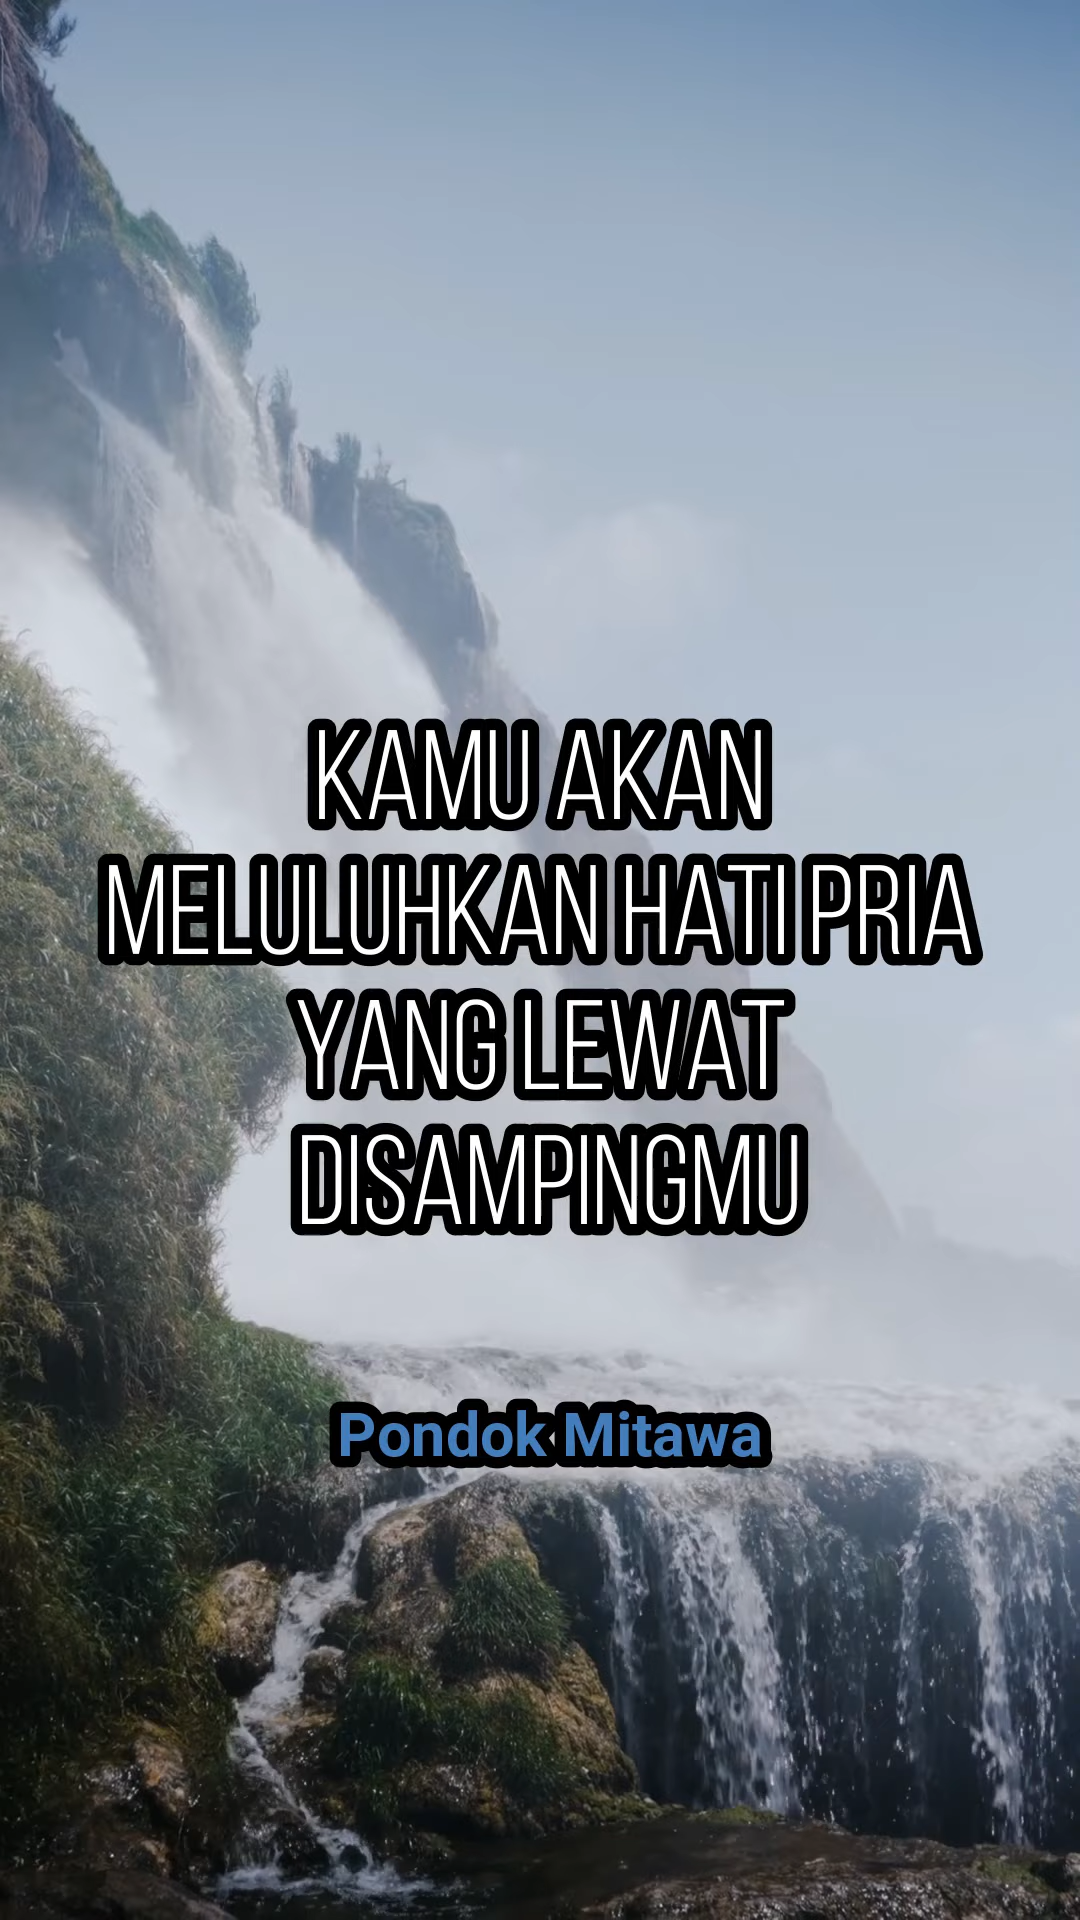 KAMU AKAN
MELULUHKAN HATI PRIA
YANG LEWAT
DISAMPINGMU
Pondok Mitawa